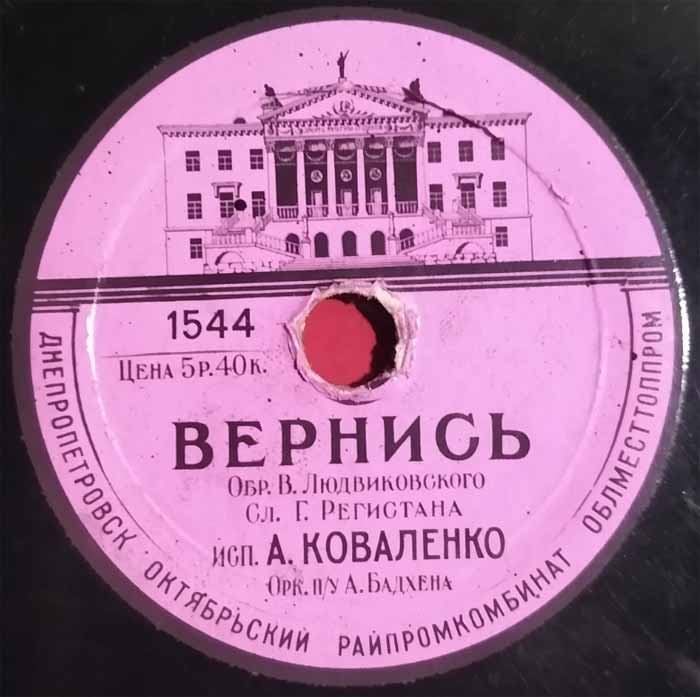 1544
ЦЕНА 5Р.40К.
ВЕРНИСЬ
ОБР. В. ЛЮДВИКОВСКОГО
СЛ. Г. РЕГИСТАНА
ИСП. А. КОВАЛЕНКО
ОРК. П/У А. БАДХЕНА
ДНЕПРОПЕТРОВСК ОКТЯБРЬСКИЙ РАЙПРОМКОМБИНАТ ОБЛМЕСТТОППРОМ